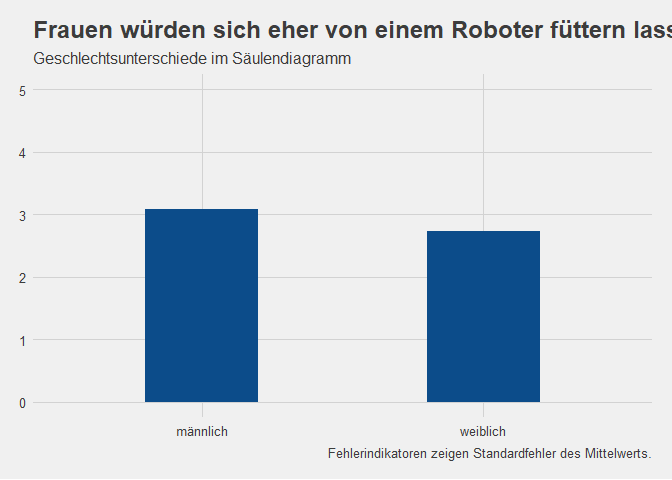 Frauen würden sich eher von einem Roboter füttern lass
Geschlechtsunterschiede im Säulendiagramm
5
4
3
2
1
0
männlich
weiblich
Fehlerindikatoren zeigen Standardfehler des Mittelwerts.